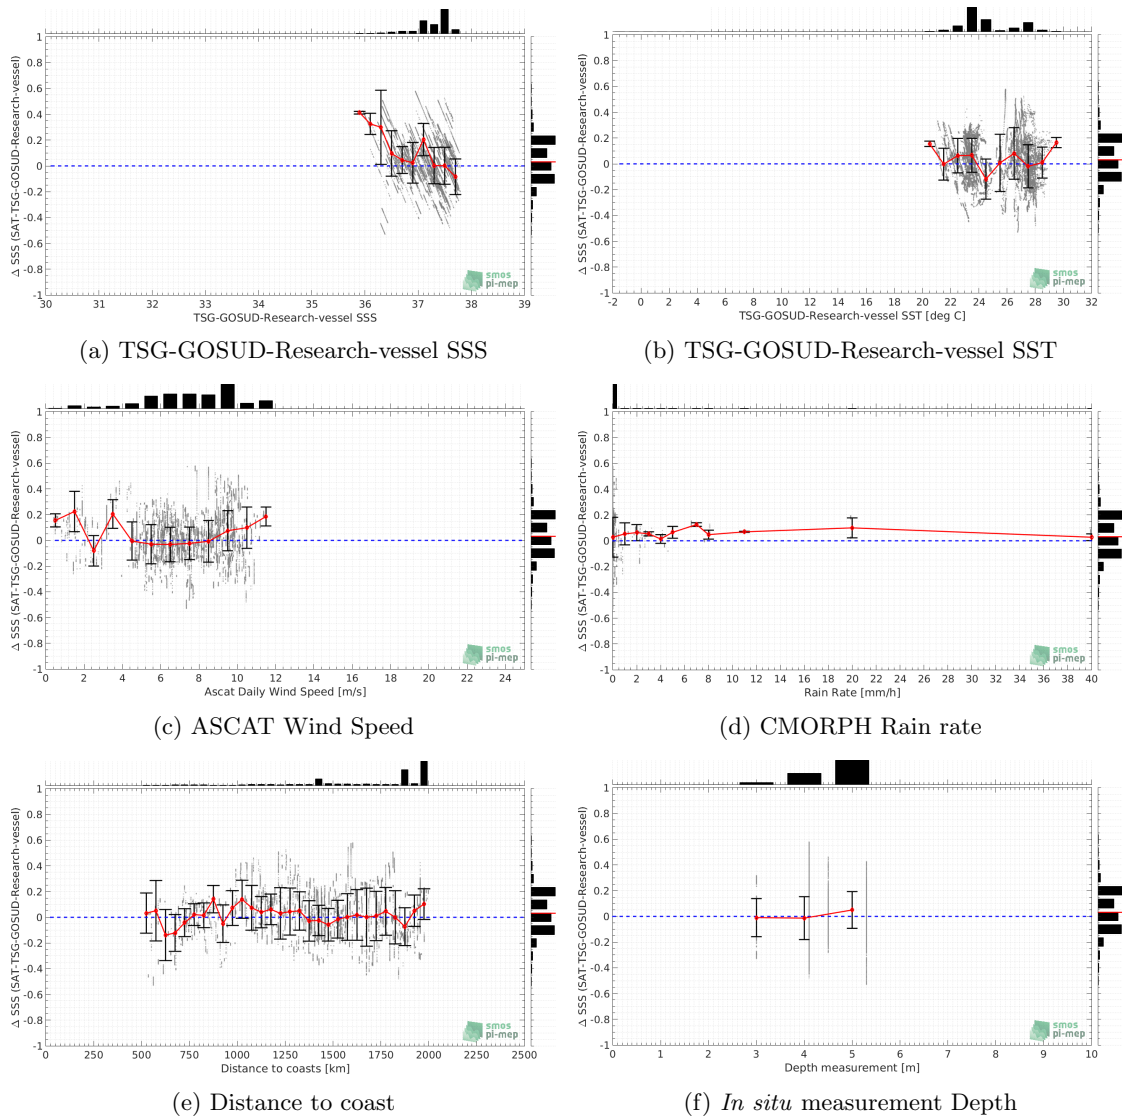 Δ SSS (SAT-TSG-GOSUD-Research-vessel)
1
0.8
0.6
0.4
0.2
0
-0.2
-0.4
-0.6
-0.8
-1
30 31 32 33 34 35 36 37 38 39
TSG-GOSUD-Research-vessel SSS
smos
pi-mep
(a) TSG-GOSUD-Research-vessel SSS
Δ SSS (SAT-TSG-GOSUD-Research-vessel)
1
0.8
0.6
0.4
0.2
0
-0.2
-0.4
-0.6
-0.8
-1
-2 0 2 4 6 8 10 12 14 16 18 20 22 24 26 28 30 32
TSG-GOSUD-Research-vessel SST [deg C]
smos
pi-mep
(b) TSG-GOSUD-Research-vessel SST
Δ SSS (SAT-TSG-GOSUD-Research-vessel)
1
0.8
0.6
0.4
0.2
0
-0.2
-0.4
-0.6
-0.8
-1
0 2 4 6 8 10 12 14 16 18 20 22 24
Ascat Daily Wind Speed [m/s]
smos
pi-mep
(c) ASCAT Wind Speed
Δ SSS (SAT-TSG-GOSUD-Research-vessel)
1
0.8
0.6
0.4
0.2
0
-0.2
-0.4
-0.6
-0.8
-1
0 2 4 6 8 10 12 14 16 18 20 22 24 26 28 30 32 34 36 38 40
Rain Rate [mm/h]
smos
pi-mep
(d) CMORPH Rain rate
Δ SSS (SAT-TSG-GOSUD-Research-vessel)
1
0.8
0.6
0.4
0.2
0
-0.2
-0.4
-0.6
-0.8
-1
0 250 500 750 1000 1250 1500 1750 2000 2250 2500
Distance to coasts [km]
smos
pi-mep
(e) Distance to coast
Δ SSS (SAT-TSG-GOSUD-Research-vessel)
1
0.8
0.6
0.4
0.2
0
-0.2
-0.4
-0.6
-0.8
-1
0 1 2 3 4 5 6 7 8 9 10
Depth measurement [m]
smos
pi-mep
(f) In situ measurement Depth